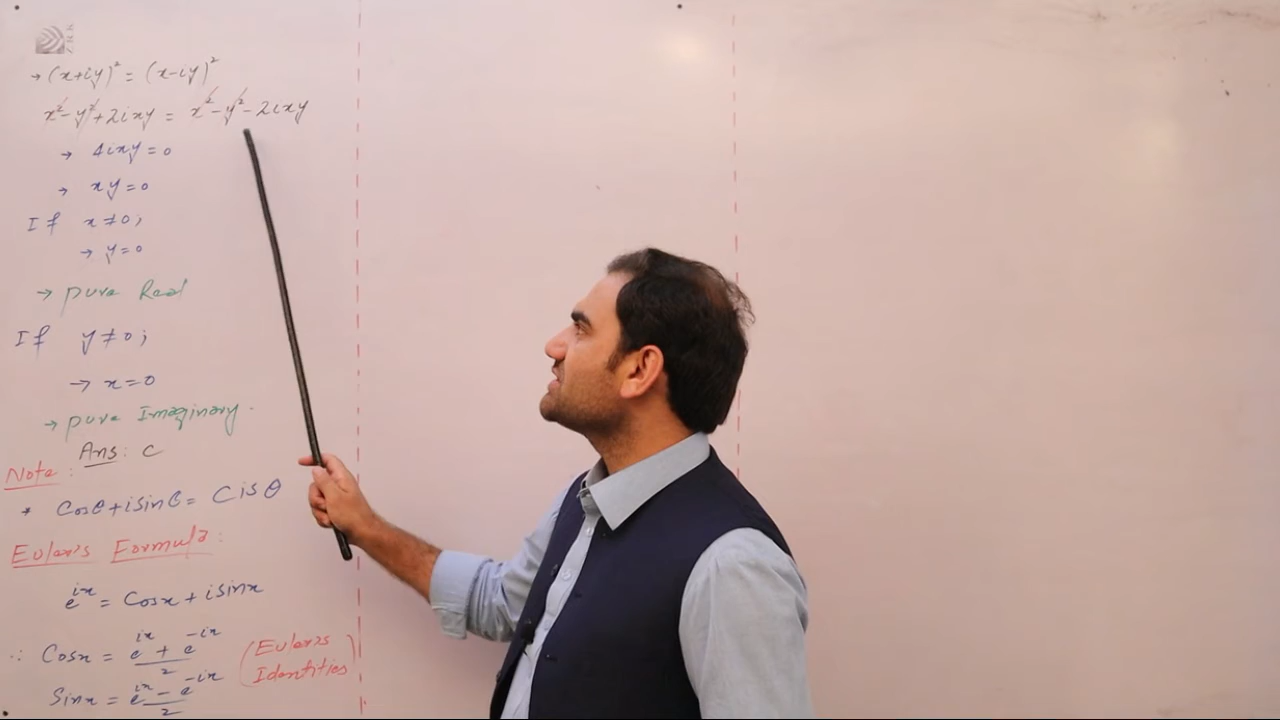 → (x+iy)² = (x-iy)²
x²-y²+2ixy = x²-y²-2ixy
→ 4ixy=0
→ xy=0
If x≠0;
→ y=0
→ pure Real
If y≠0;
→ x=0
→ pure Imaginary.
Ans: C
Note:
* Cosθ+isinθ= Cisθ
Euler's Formula:
e^ix = Cosx+isinx
∴ Cosx = (e^ix + e^-ix)/2 (Euler's
Identities)
Sinx = (e^ix - e^-ix)/2